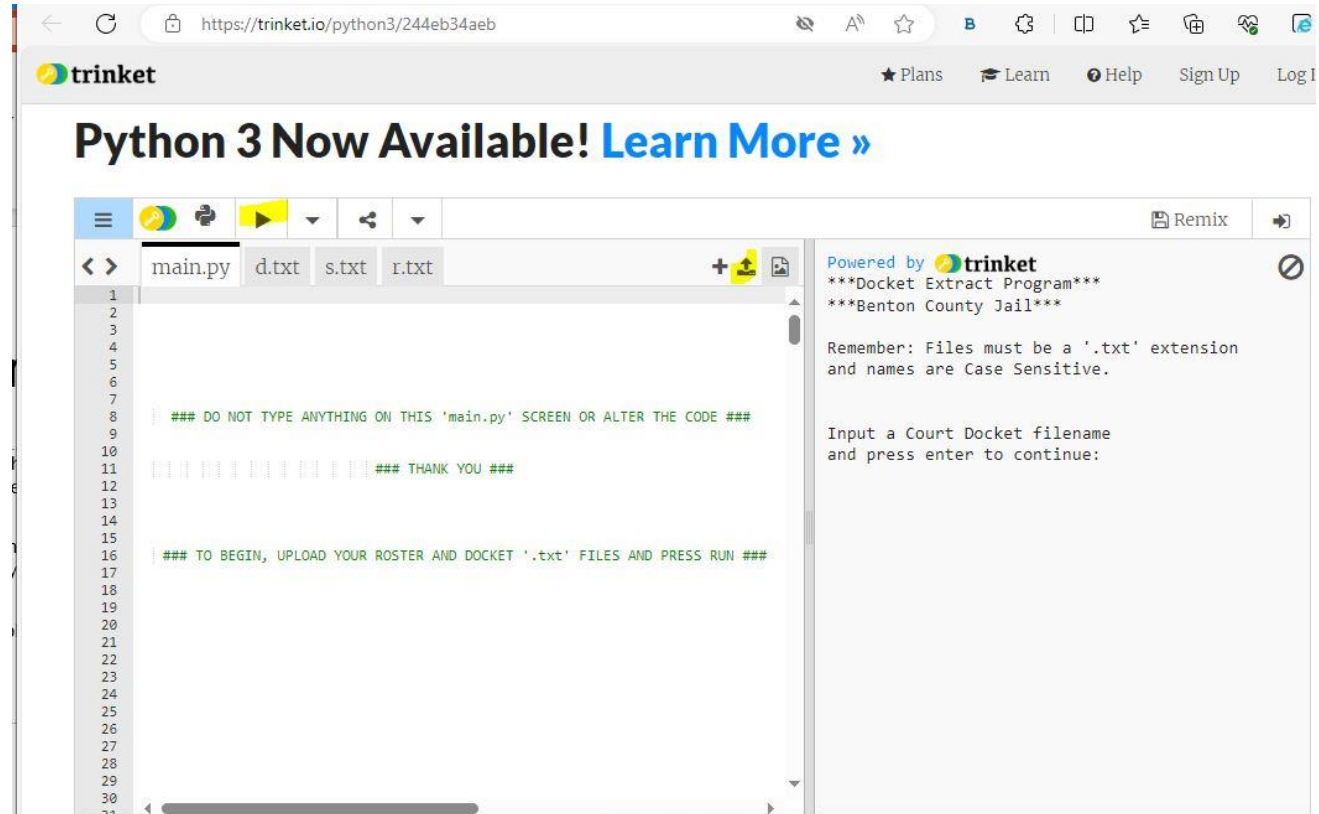 https://trinket.io/python3/244eb34aeb
trinket
Plans Learn Help Sign Up Log I
Python 3 Now Available! Learn More »
Remix
main.py d.txt s.txt r.txt
1
2
3
4
5
6
7
8 ### DO NOT TYPE ANYTHING ON THIS 'main.py' SCREEN OR ALTER THE CODE ###
9
10
11 ### THANK YOU ###
12
13
14
15
16 ### TO BEGIN, UPLOAD YOUR ROSTER AND DOCKET '.txt' FILES AND PRESS RUN ###
17
18
19
20
21
22
23
24
25
26
27
28
29
30
Powered by trinket
***Docket Extract Program***
***Benton County Jail***
Remember: Files must be a '.txt' extension
and names are Case Sensitive.
Input a Court Docket filename
and press enter to continue: